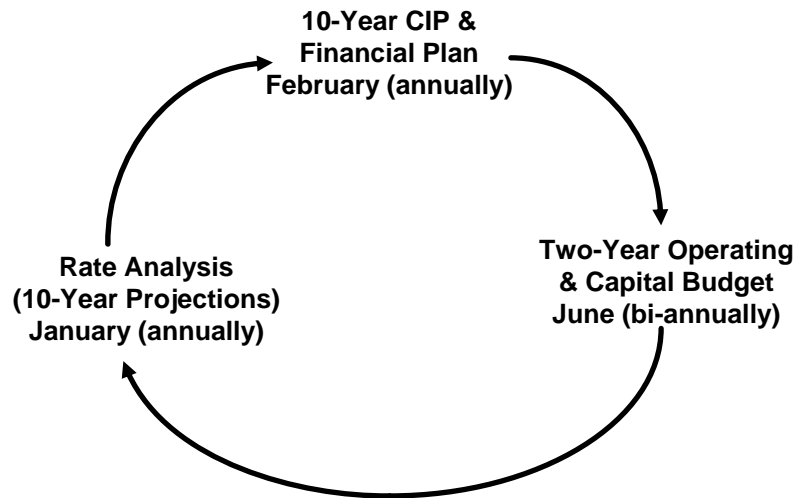 10-Year CIP &
Financial Plan
February (annually)
Two-Year Operating
& Capital Budget
June (bi-annually)
Rate Analysis
(10-Year Projections)
January (annually)